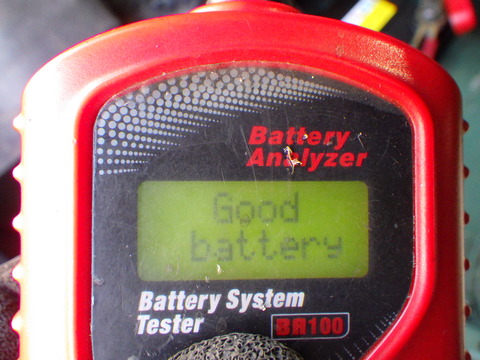 Battery
Analyzer
Good
battery
Battery System
Tester
BR100